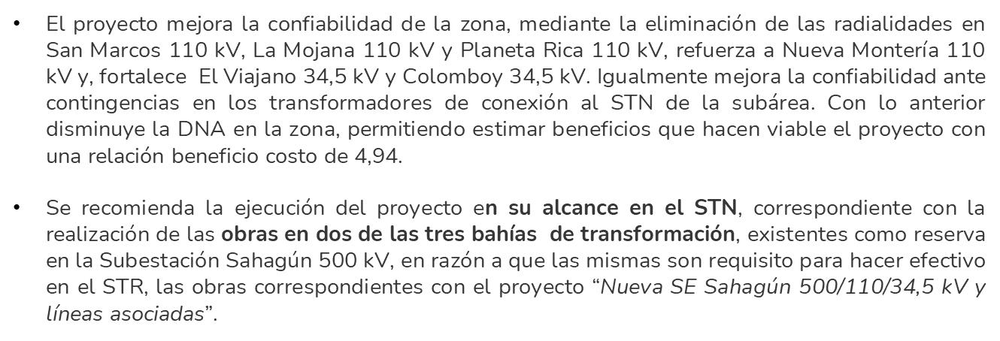 • El proyecto mejora la confiabilidad de la zona, mediante la eliminación de las radialidades en
San Marcos 110 kV, La Mojana 110 kV y Planeta Rica 110 kV, refuerza a Nueva Montería 110
kV y, fortalece  El Viajano 34,5 kV y Colomboy 34,5 kV. Igualmente mejora la confiabilidad ante
contingencias en los transformadores de conexión al STN de la subárea. Con lo anterior
disminuye la DNA en la zona, permitiendo estimar beneficios que hacen viable el proyecto con
una relación beneficio costo de 4,94.
• Se recomienda la ejecución del proyecto en su alcance en el STN, correspondiente con la
realización de las obras en dos de las tres bahías  de transformación, existentes como reserva
en la Subestación Sahagún 500 kV, en razón a que las mismas son requisito para hacer efectivo
en el STR, las obras correspondientes con el proyecto “Nueva SE Sahagún 500/110/34,5 kV y
líneas asociadas”.